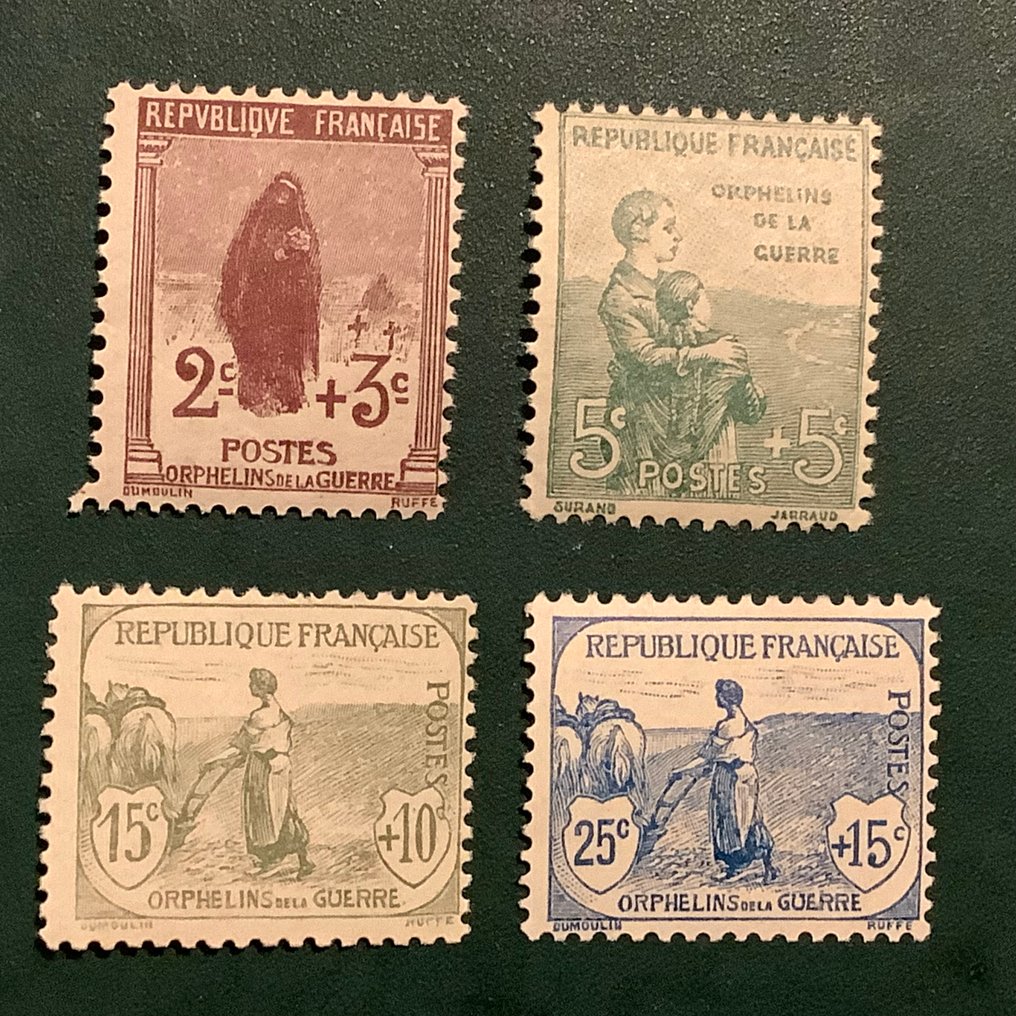 REPVBLIQVE FRANÇAISE
2c +3c
POSTES
ORPHELINS DE LA GUERRE
DUMOULIN RUFFE
REPUBLIQUE FRANÇAISE
ORPHELINS
DE LA
GUERRE
5c +5c
POSTES
SURAND JARRAUD
REPUBLIQUE FRANÇAISE
POSTES
15c +10
ORPHELINS DE LA GUERRE
DUMOULIN RUFFE
REPUBLIQUE FRANÇAISE
POSTES
25c +15c
ORPHELINS DE LA GUERRE
DUMOULIN RUFFE